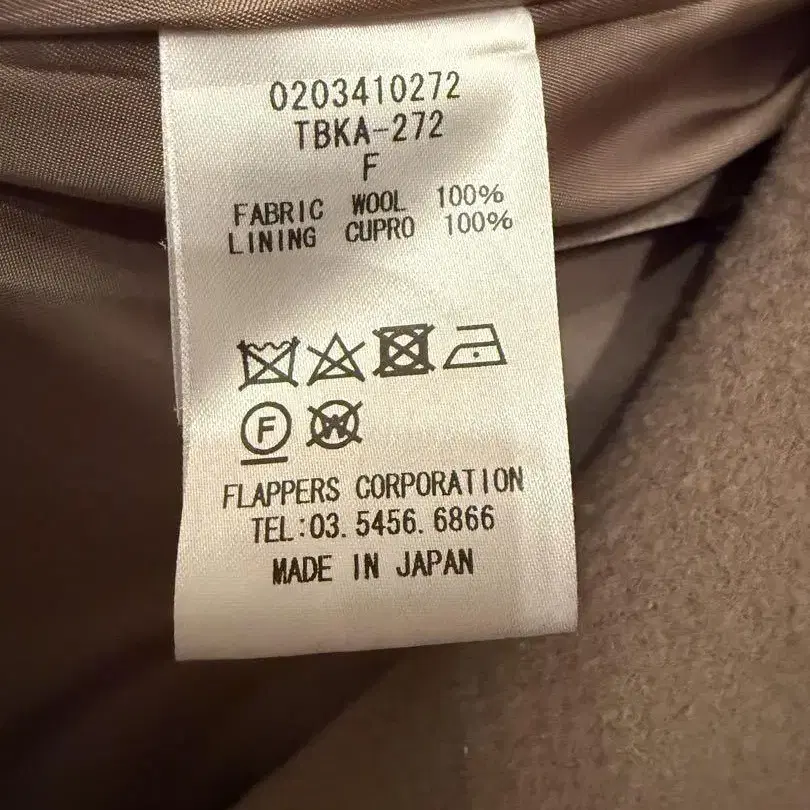 0203410272
TBKA-272
F
FABRIC WOOL 100%
LINING CUPRO 100%
F W
FLAPPERS CORPORATION
TEL:03.5456.6866
MADE IN JAPAN